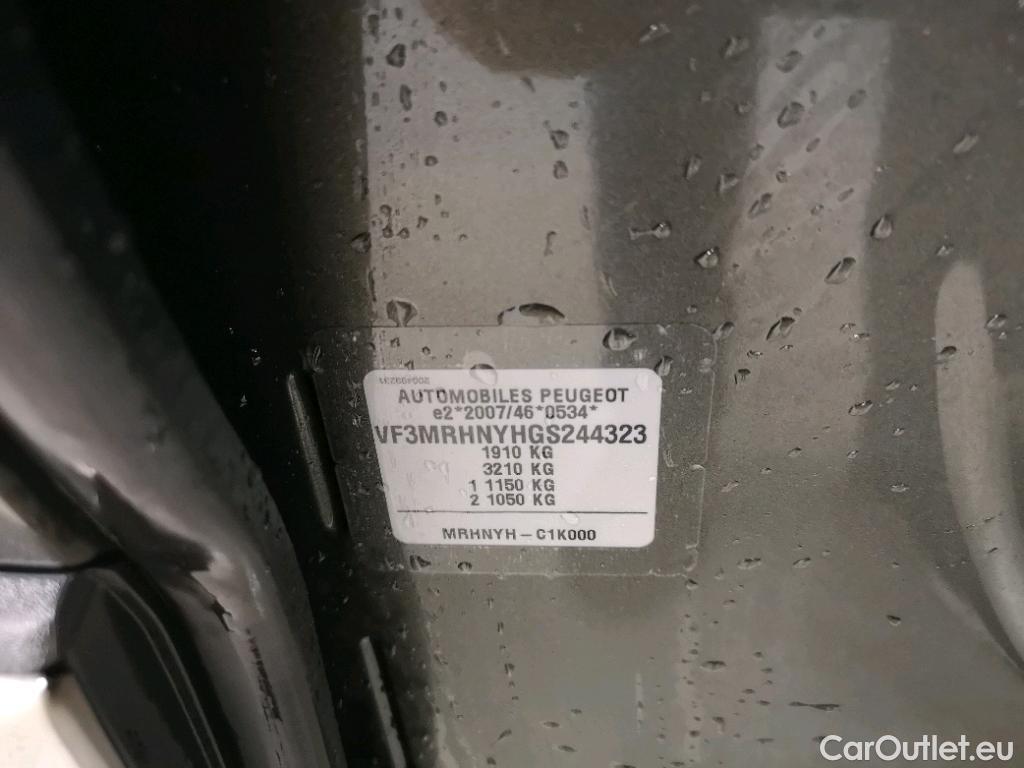 AUTOMOBILES PEUGEOT
e2*2007/46*0534*
VF3MRHNYHGS244323
1910 KG
3210 KG
1 1150 KG
2 1050 KG
MRHNYH-C1K000
CarOutlet.eu